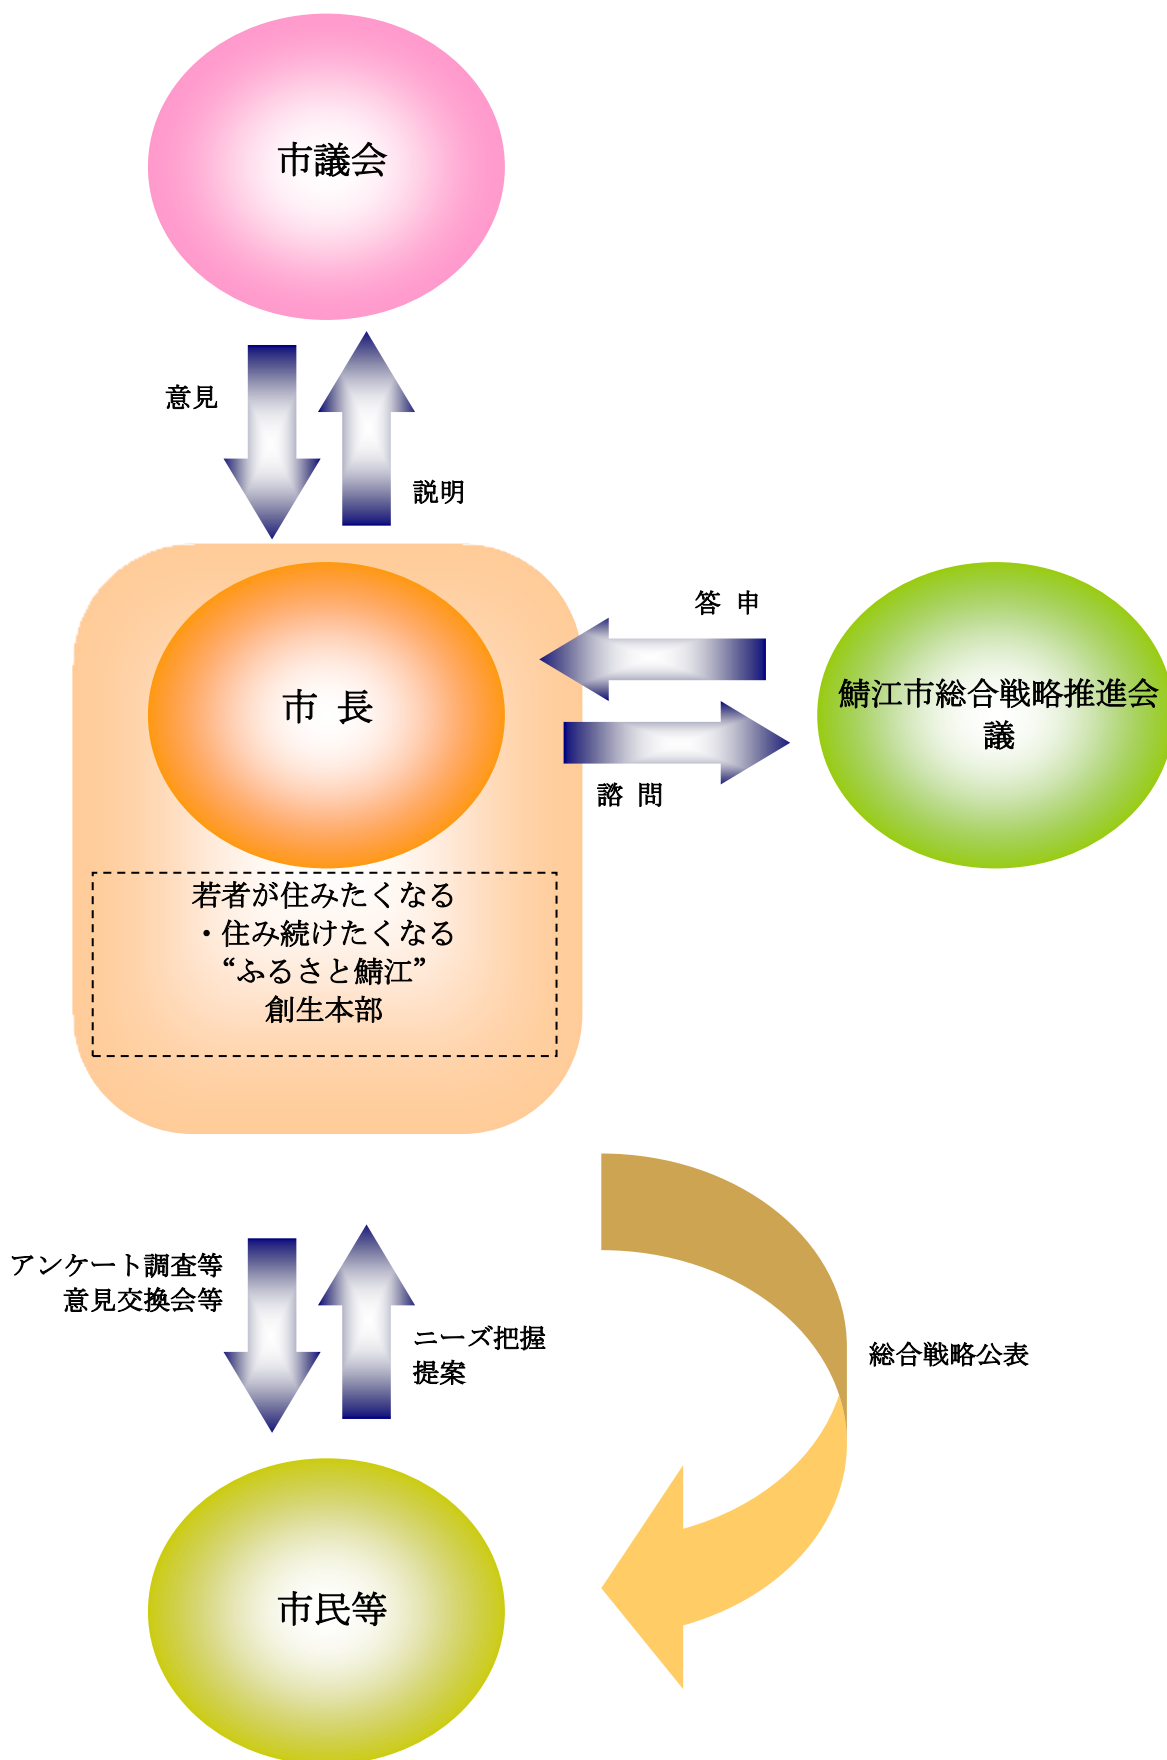 市議会
意見
説明
答 申
市 長
鯖江市総合戦略推進会
議
諮 問
若者が住みたくなる
・住み続けたくなる
“ふるさと鯖江”
創生本部
アンケート調査等
意見交換会等
ニーズ把握
提案
総合戦略公表
市民等